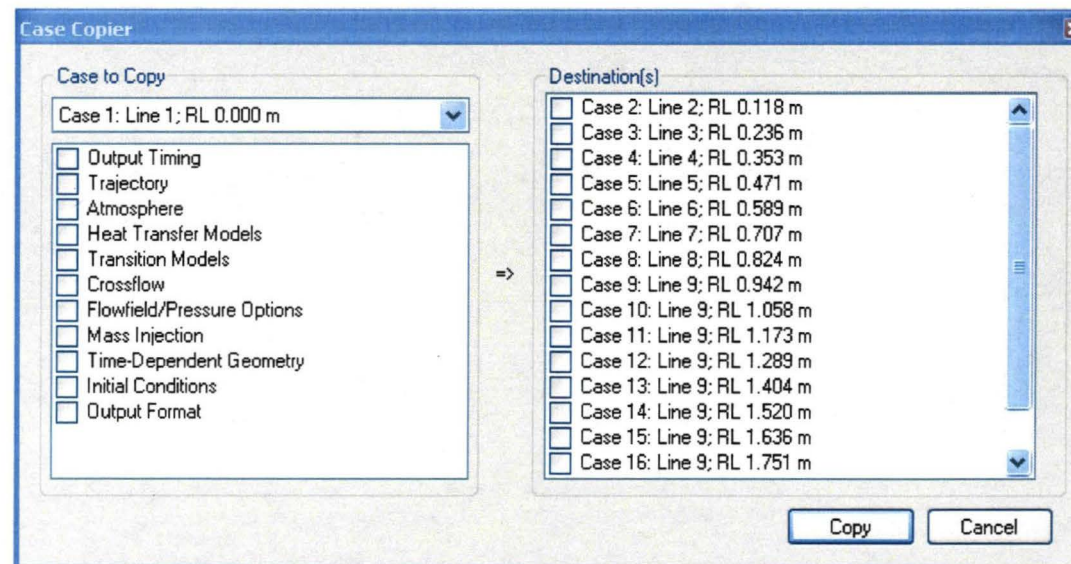 Case Copier
Case to Copy
Case 1: Line 1; RL 0.000 m
Output Timing
Trajectory
Atmosphere
Heat Transfer Models
Transition Models
Crossflow
Flowfield/Pressure Options
Mass Injection
Time-Dependent Geometry
Initial Conditions
Output Format
=>
Destination(s)
Case 2: Line 2; RL 0.118 m
Case 3: Line 3; RL 0.236 m
Case 4: Line 4; RL 0.353 m
Case 5: Line 5; RL 0.471 m
Case 6: Line 6; RL 0.589 m
Case 7: Line 7; RL 0.707 m
Case 8: Line 8; RL 0.824 m
Case 9: Line 9; RL 0.942 m
Case 10: Line 9; RL 1.058 m
Case 11: Line 9; RL 1.173 m
Case 12: Line 9; RL 1.289 m
Case 13: Line 9; RL 1.404 m
Case 14: Line 9; RL 1.520 m
Case 15: Line 9; RL 1.636 m
Case 16: Line 9; RL 1.751 m
Copy
Cancel